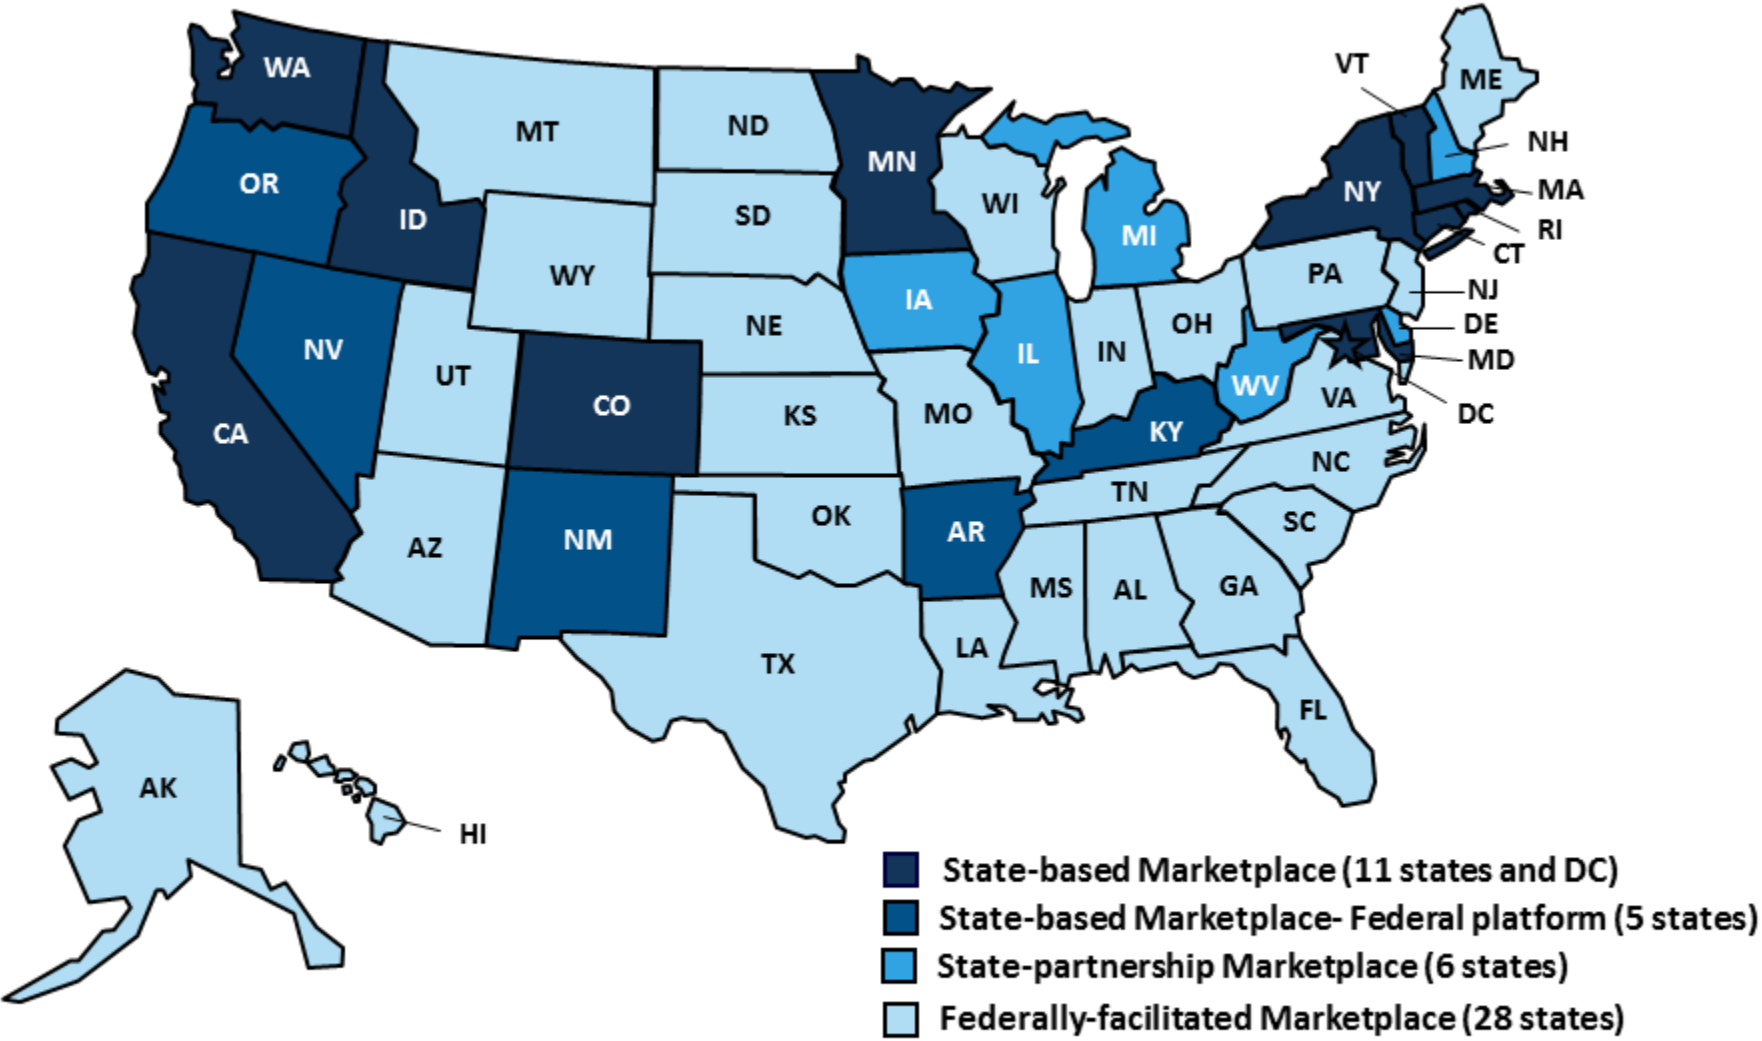 WA
VT
ME
MT
ND
MN
NH
OR
ID
SD
WI
NY
MA
MI
RI
CT
WY
PA
NJ
IA
NE
OH
DE
NV
UT
CO
IL
IN
WV
MD
VA
DC
CA
KS
MO
KY
NC
TN
AZ
NM
OK
AR
SC
MS
AL
GA
LA
TX
FL
AK
HI
State-based Marketplace (11 states and DC)
State-based Marketplace- Federal platform (5 states)
State-partnership Marketplace (6 states)
Federally-facilitated Marketplace (28 states)